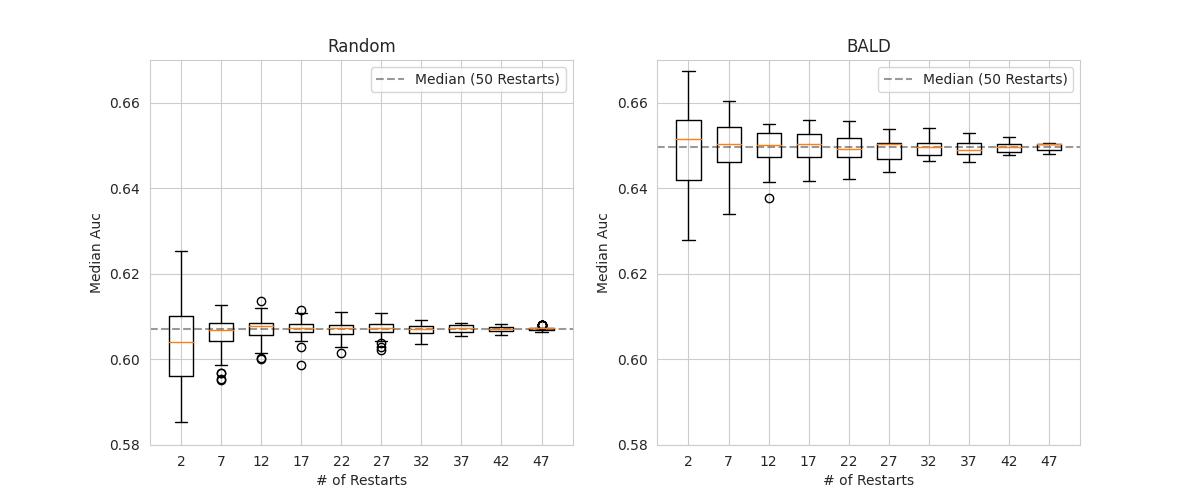 Random
Median (50 Restarts)
Median Auc
0.66
0.64
0.62
0.60
0.58
2 7 12 17 22 27 32 37 42 47
# of Restarts
BALD
Median (50 Restarts)
Median Auc
0.66
0.64
0.62
0.60
0.58
2 7 12 17 22 27 32 37 42 47
# of Restarts